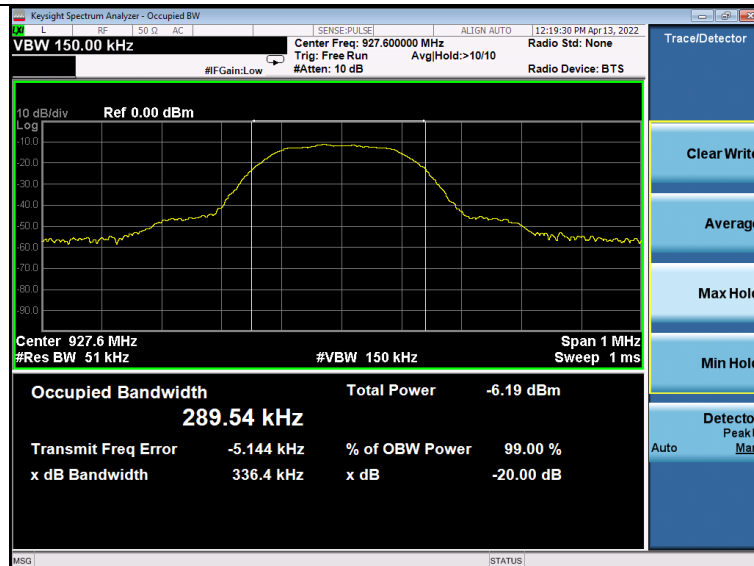 Keysight Spectrum Analyzer - Occupied BW
LXI L RF 50 Ω AC SENSE:PULSE ALIGN AUTO 12:19:30 PM Apr 13, 2022
VBW 150.00 kHz
Center Freq: 927.600000 MHz Radio Std: None
Trig: Free Run Avg|Hold:>10/10
#IFGain:Low #Atten: 10 dB Radio Device: BTS
Trace/Detector
10 dB/div Ref 0.00 dBm
Log
-10.0
-20.0
-30.0
-40.0
-50.0
-60.0
-70.0
-80.0
-90.0
Center 927.6 MHz Span 1 MHz
#Res BW 51 kHz #VBW 150 kHz Sweep 1 ms
Occupied Bandwidth Total Power -6.19 dBm
289.54 kHz
Transmit Freq Error -5.144 kHz % of OBW Power 99.00 %
x dB Bandwidth 336.4 kHz x dB -20.00 dB
Clear Write
Average
Max Hold
Min Hold
Detecto
Peak
Auto Ma
MSG STATUS